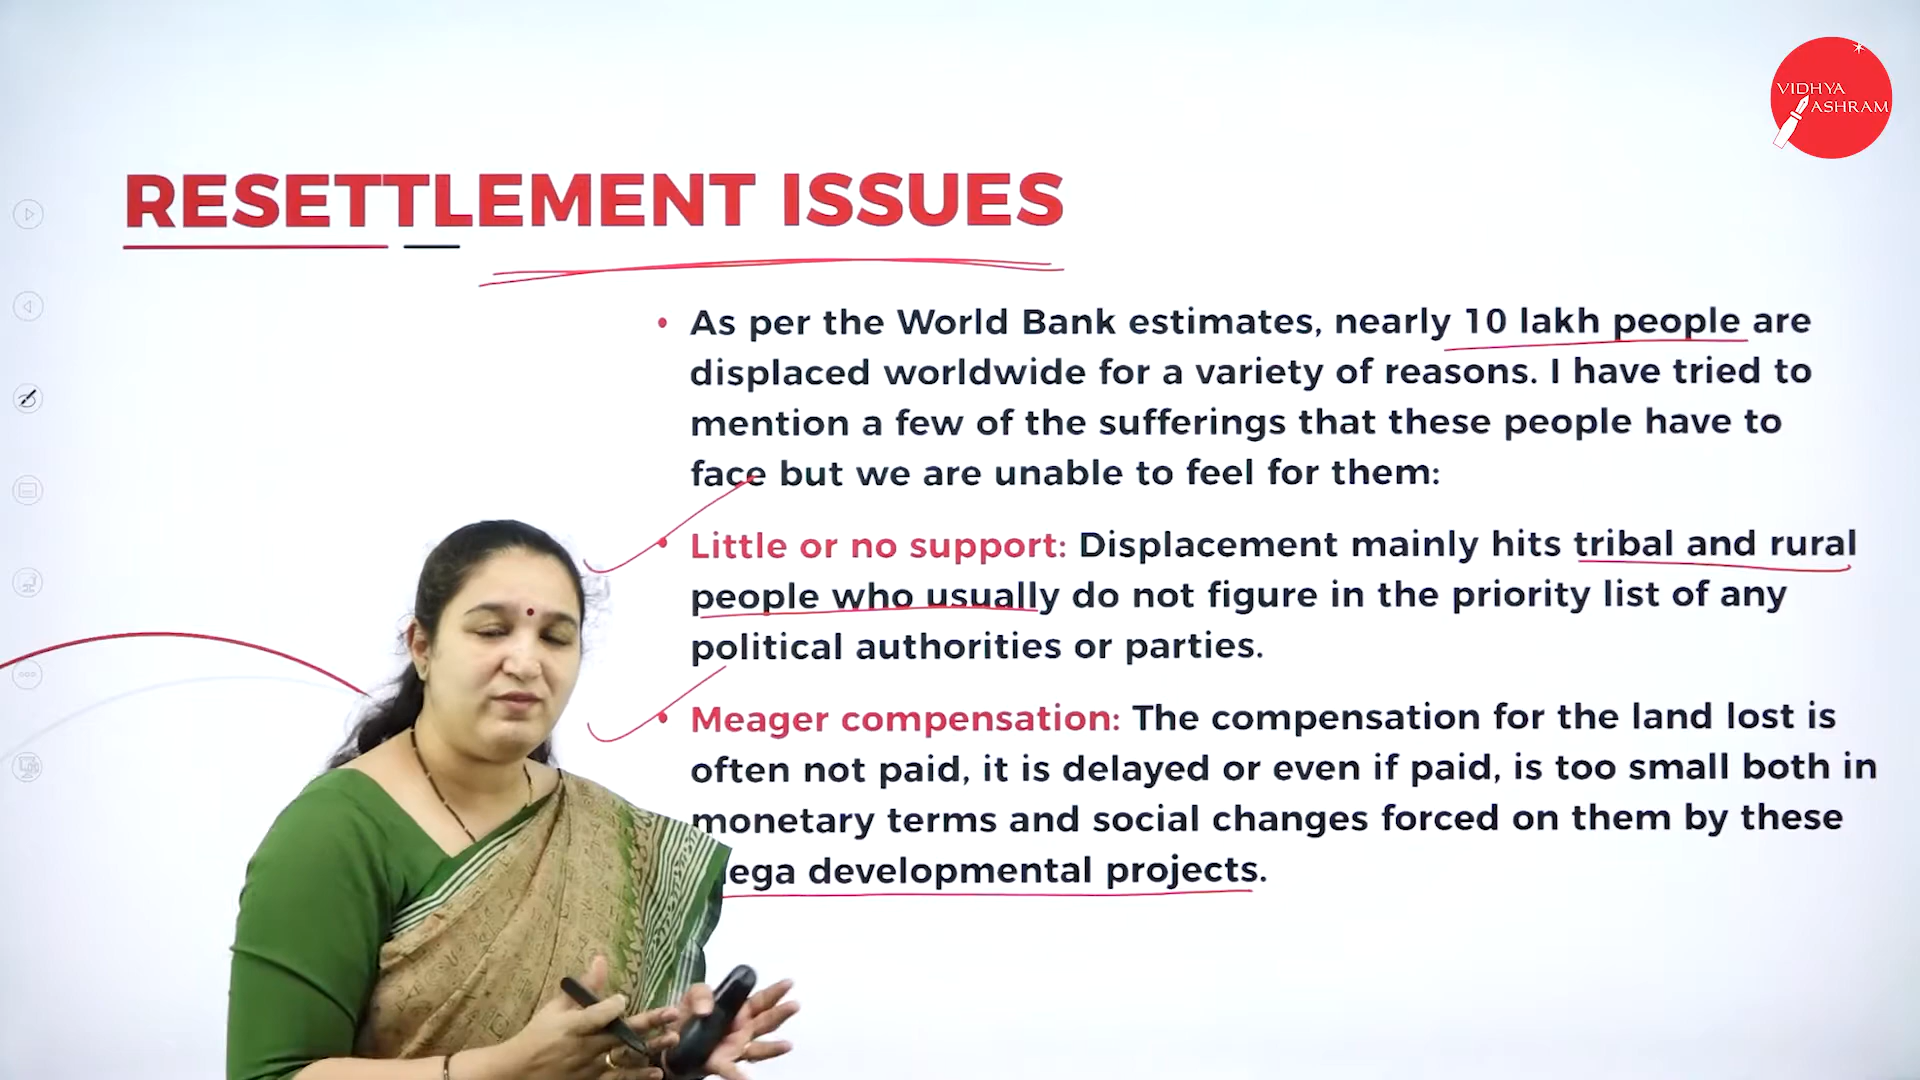 VIDHYA
ASHRAM
RESETTLEMENT ISSUES
• As per the World Bank estimates, nearly 10 lakh people are
displaced worldwide for a variety of reasons. I have tried to
mention a few of the sufferings that these people have to
face but we are unable to feel for them:
• Little or no support: Displacement mainly hits tribal and rural
people who usually do not figure in the priority list of any
political authorities or parties.
• Meager compensation: The compensation for the land lost is
often not paid, it is delayed or even if paid, is too small both in
monetary terms and social changes forced on them by these
ega developmental projects.